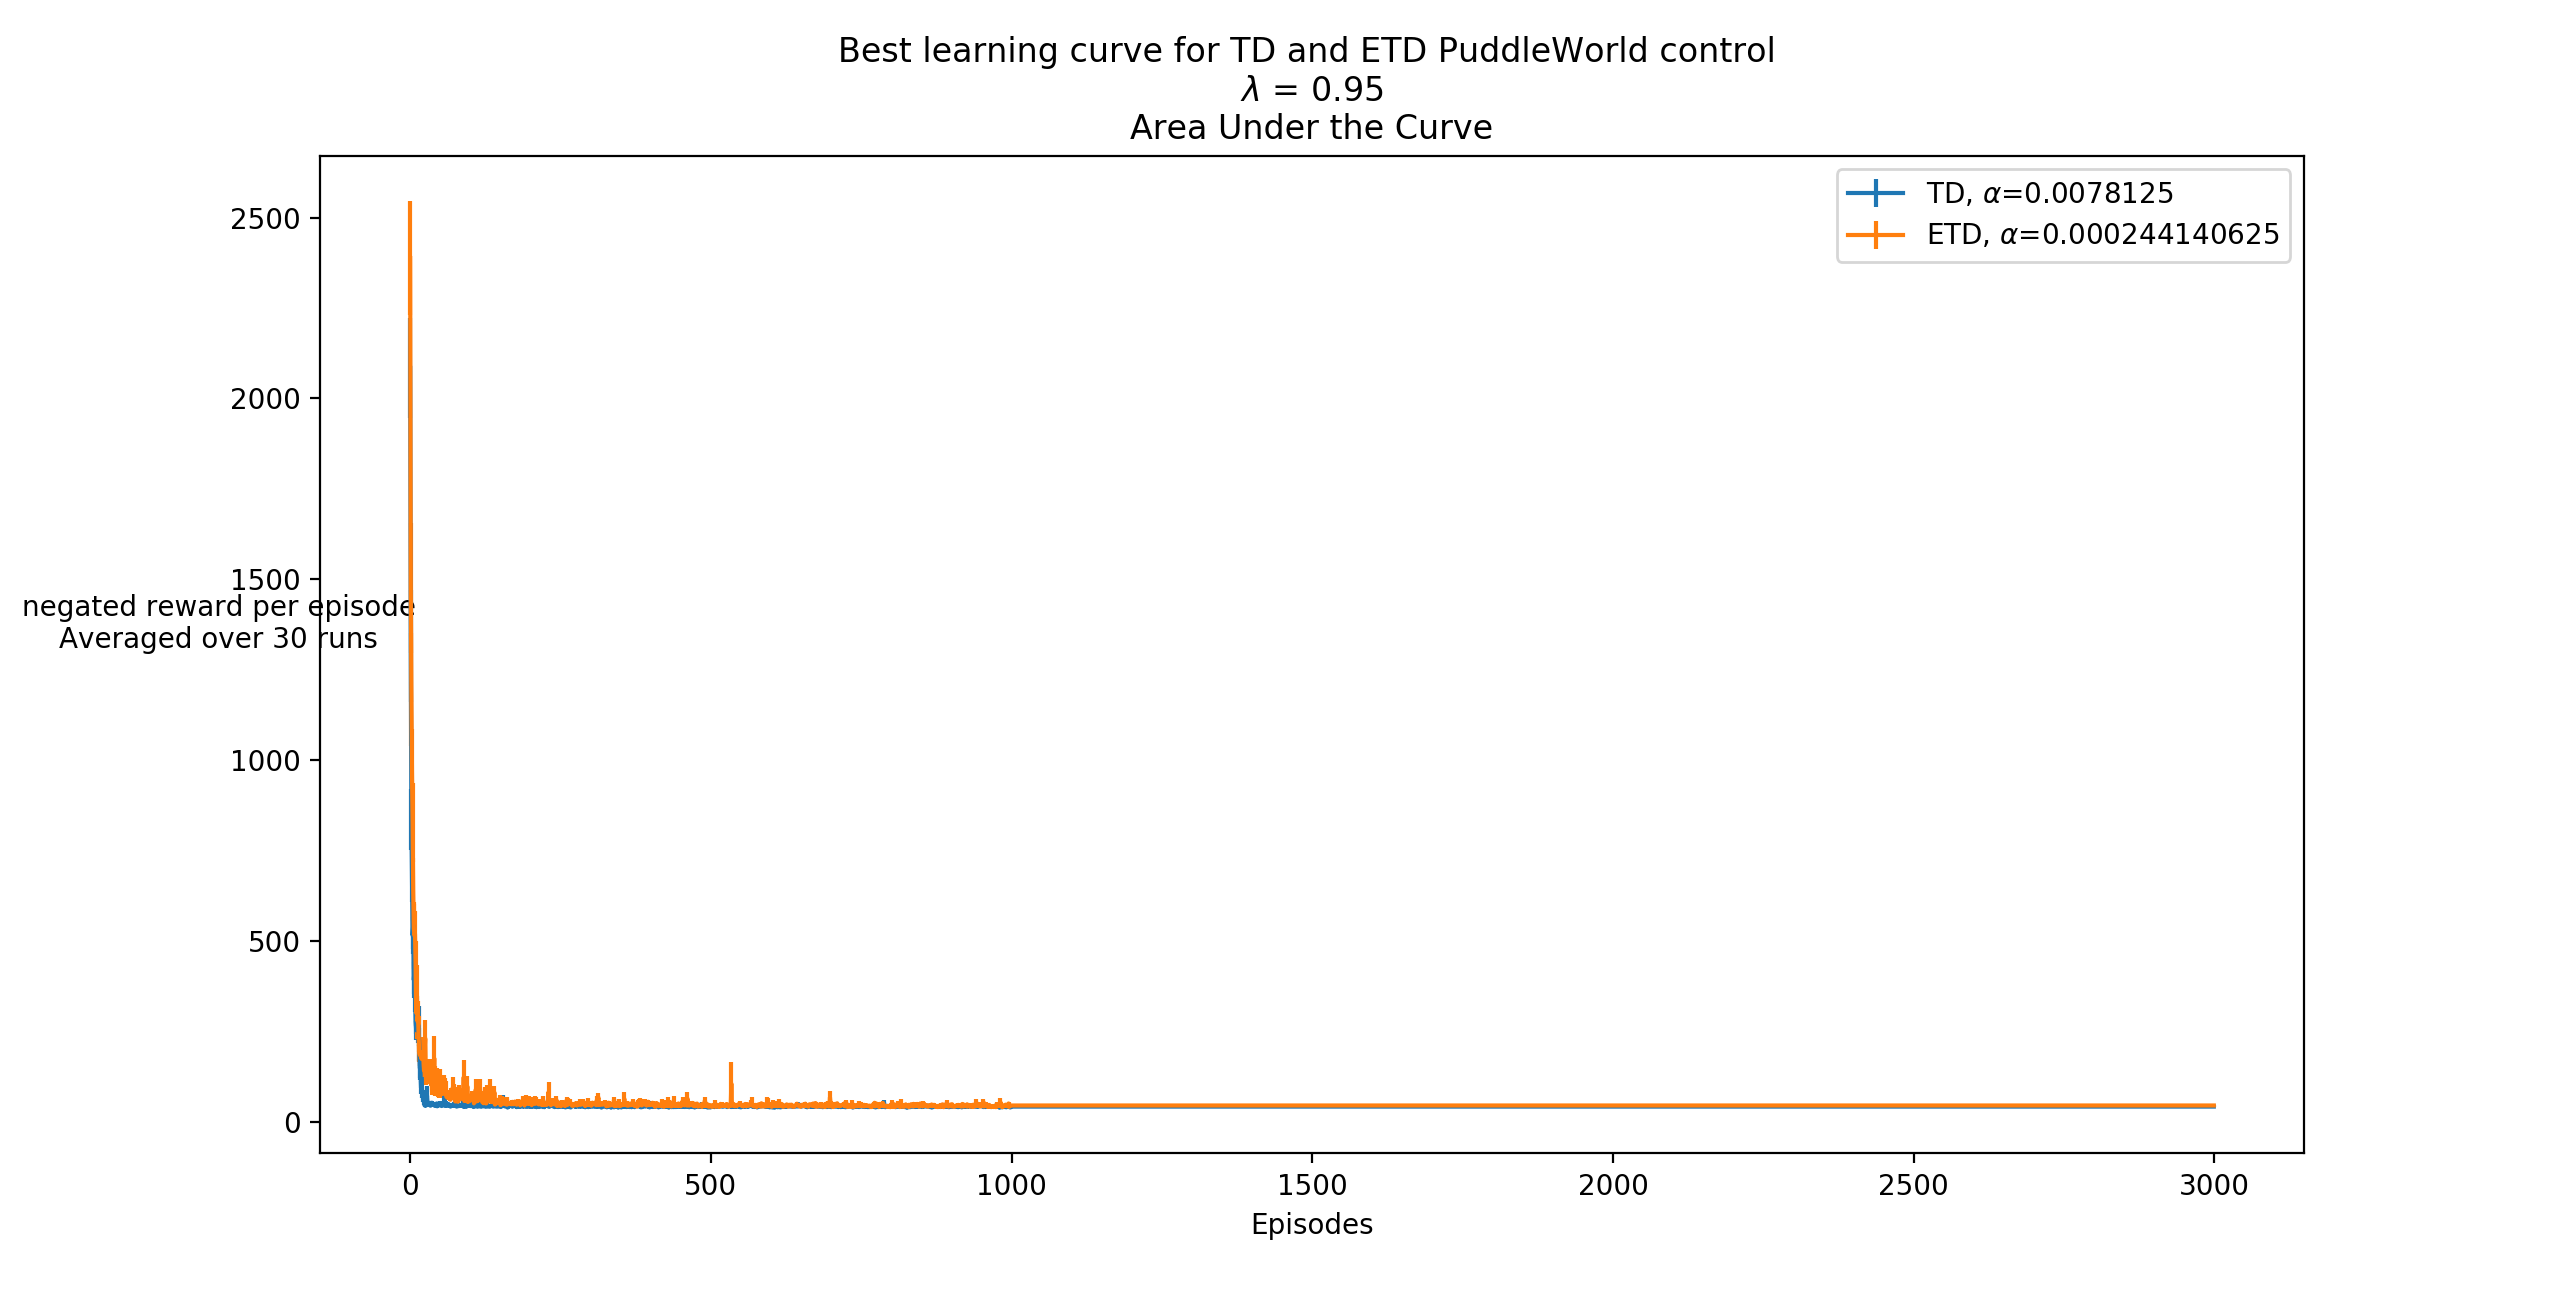 Best learning curve for TD and ETD PuddleWorld control
λ = 0.95
Area Under the Curve
TD, α=0.0078125
ETD, α=0.000244140625
2500
2000
1500
negated reward per episode
Averaged over 30 runs
1000
500
0
0 500 1000 1500 2000 2500 3000
Episodes